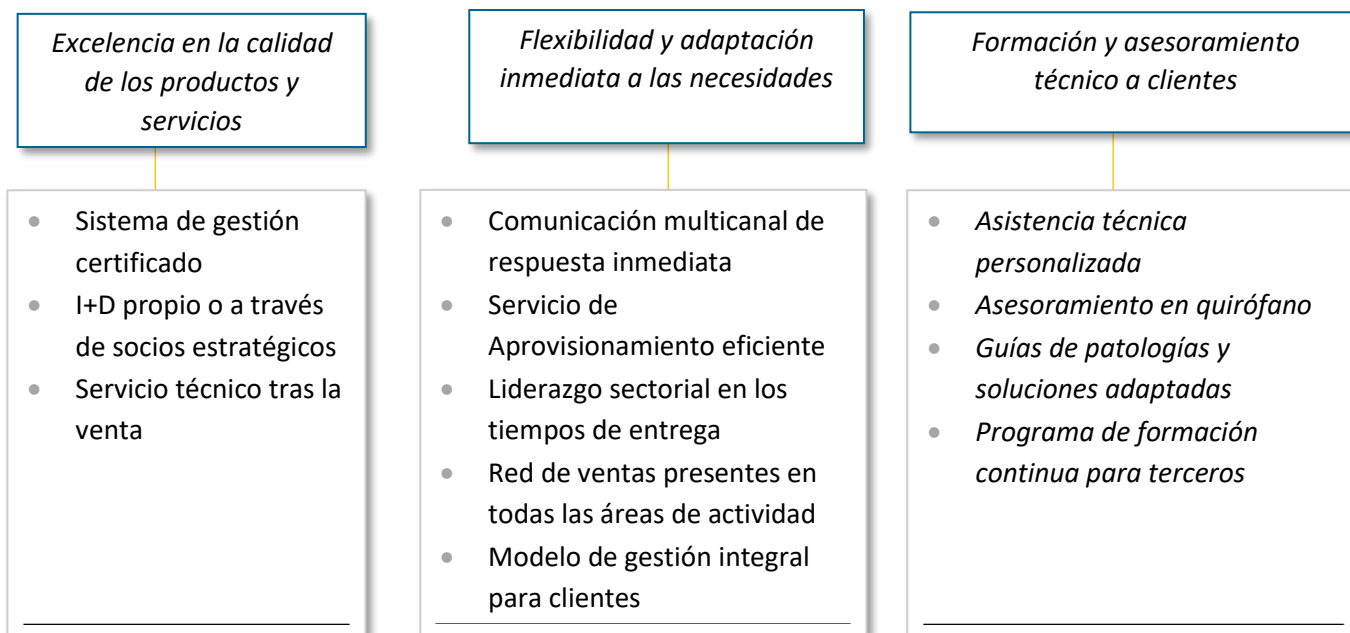 Excelencia en la calidad
de los productos y
servicios
Sistema de gestión
certificado
I+D propio o a través
de socios estratégicos
Servicio técnico tras la
venta
Flexibilidad y adaptación
inmediata a las necesidades
Comunicación multicanal de
respuesta inmediata
Servicio de
Aprovisionamiento eficiente
Liderazgo sectorial en los
tiempos de entrega
Red de ventas presentes en
todas las áreas de actividad
Modelo de gestión integral
para clientes
Formación y asesoramiento
técnico a clientes
Asistencia técnica
personalizada
Asesoramiento en quirófano
Guías de patologías y
soluciones adaptadas
Programa de formación
continua para terceros